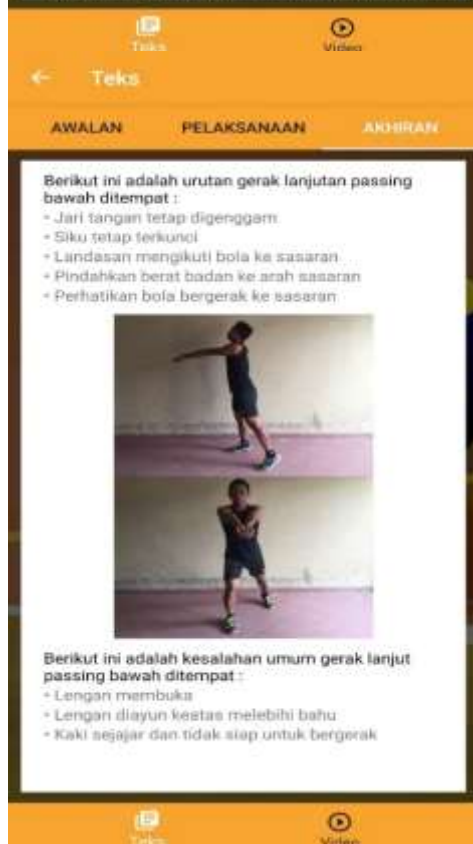 Teks
Video
Teks
AWALAN PELAKSANAAN AKHIRAN
Berikut ini adalah urutan gerak lanjutan passing
bawah ditempat :
- Jari tangan tetap digenggam
- Siku tetap terkunci
- Landasan mengikuti bola ke sasaran
- Pindahkan berat badan ke arah sasaran
- Perhatikan bola bergerak ke sasaran
Berikut ini adalah kesalahan umum gerak lanjut
passing bawah ditempat :
- Lengan membuka
- Lengan diayun keatas melebihi bahu
- Kaki sejajar dan tidak siap untuk bergerak
Teks
Video